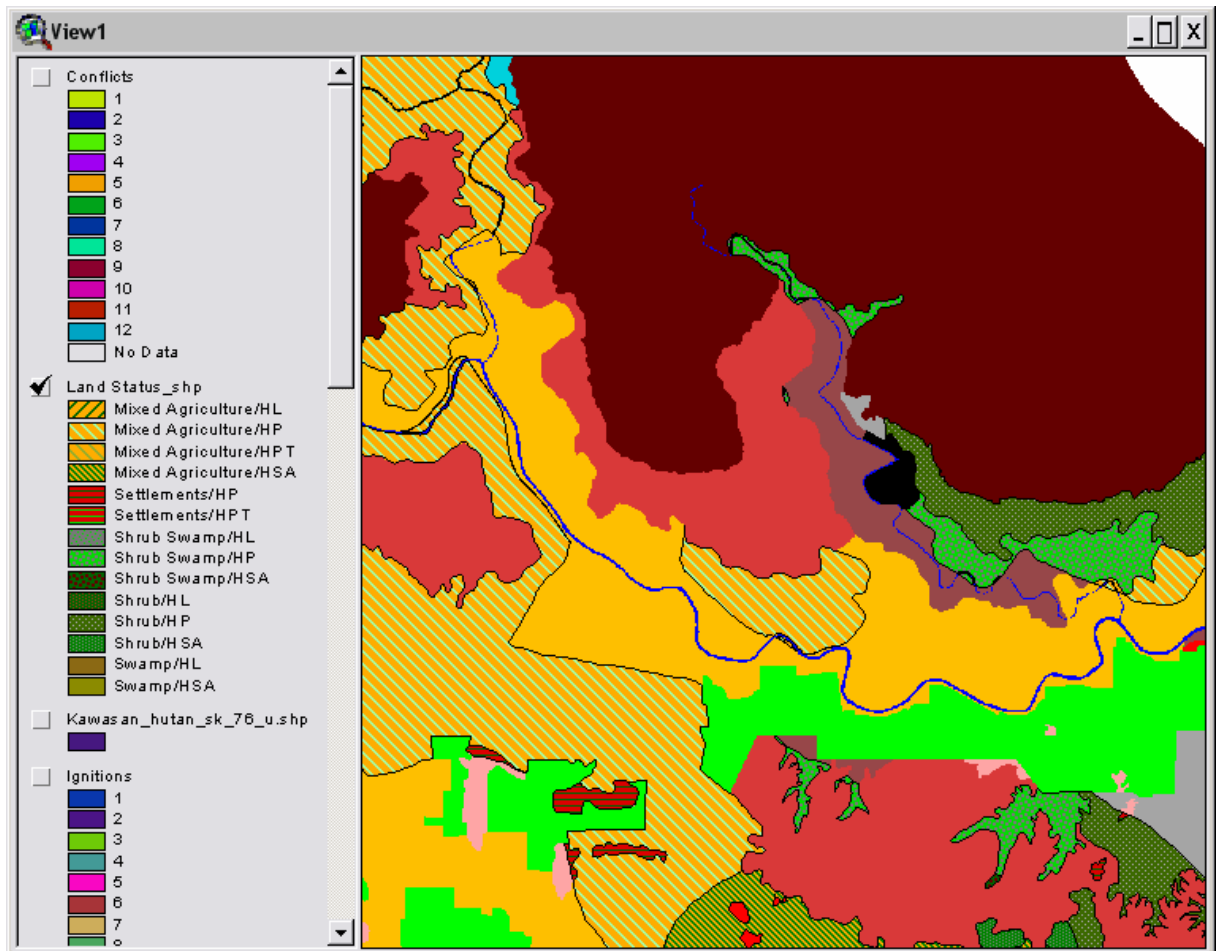 View1
Conflicts
1
2
3
4
5
6
7
8
9
10
11
12
No Data
Land Status_shp
Mixed Agriculture/HL
Mixed Agriculture/HP
Mixed Agriculture/HPT
Mixed Agriculture/HSA
Settlements/HP
Settlements/HPT
Shrub Swamp/HL
Shrub Swamp/HP
Shrub Swamp/HSA
Shrub/HL
Shrub/HP
Shrub/HSA
Swamp/HL
Swamp/HSA
Kawasan_hutan_sk_76_u.shp
Ignitions
1
2
3
4
5
6
7